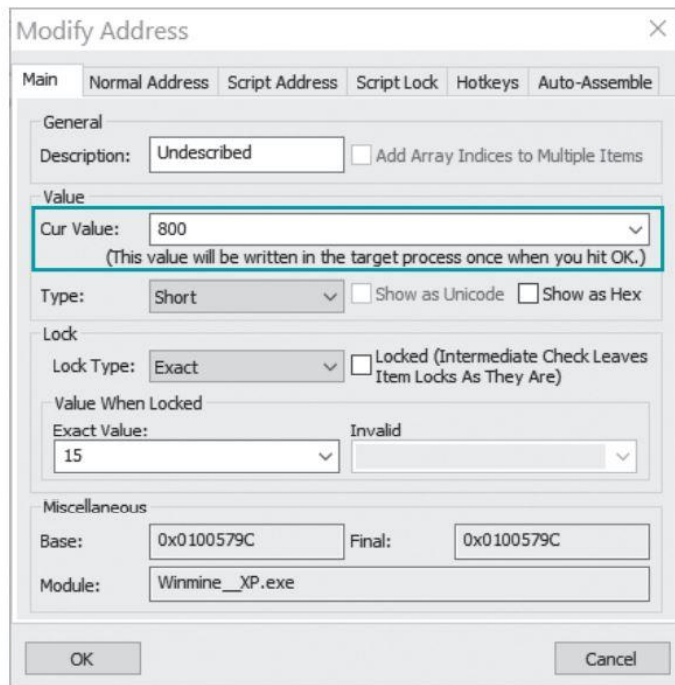 Modify Address
Main Normal Address Script Address Script Lock Hotkeys Auto-Assemble
General
Description: Undescribed Add Array Indices to Multiple Items
Value
Cur Value: 800
(This value will be written in the target process once when you hit OK.)
Type: Short Show as Unicode Show as Hex
Lock
Lock Type: Exact Locked (Intermediate Check Leaves
Item Locks As They Are)
Value When Locked
Exact Value: Invalid
15
Miscellaneous
Base: 0x0100579C Final: 0x0100579C
Module: Winmine__XP.exe
OK Cancel